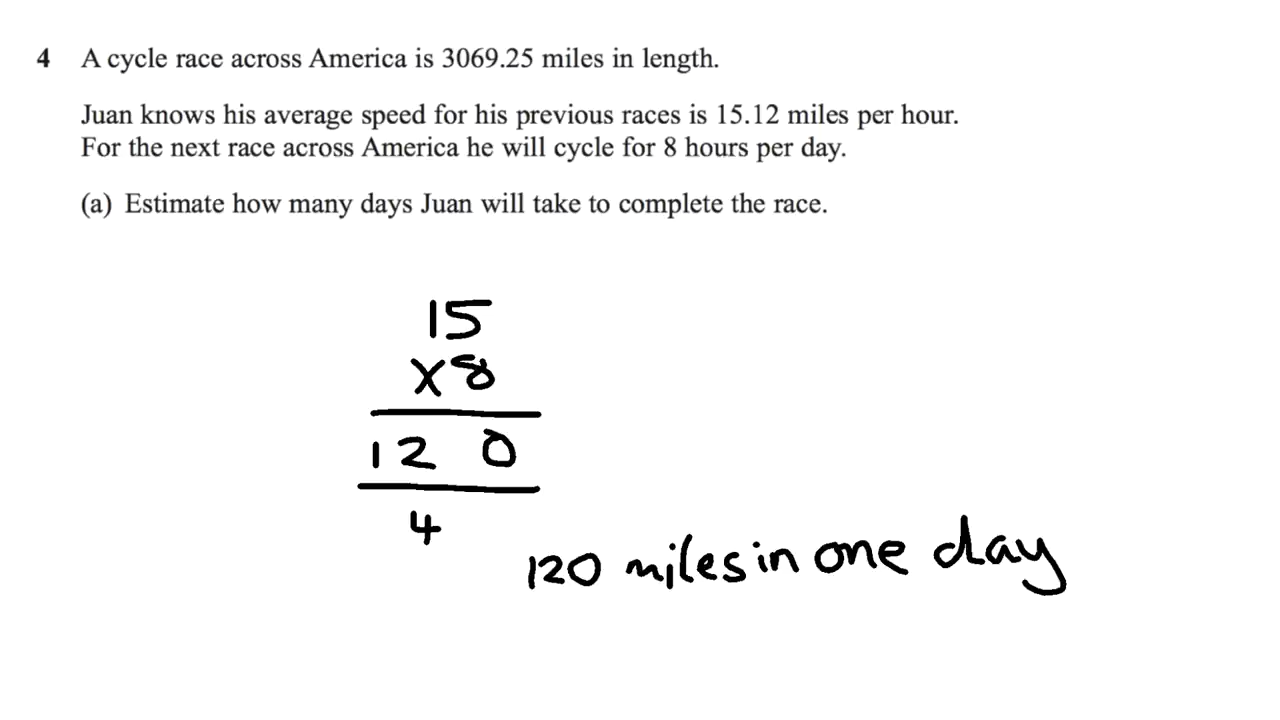 4 A cycle race across America is 3069.25 miles in length.
Juan knows his average speed for his previous races is 15.12 miles per hour.
For the next race across America he will cycle for 8 hours per day.
(a) Estimate how many days Juan will take to complete the race.
15
x8
120
4
120 miles in one day